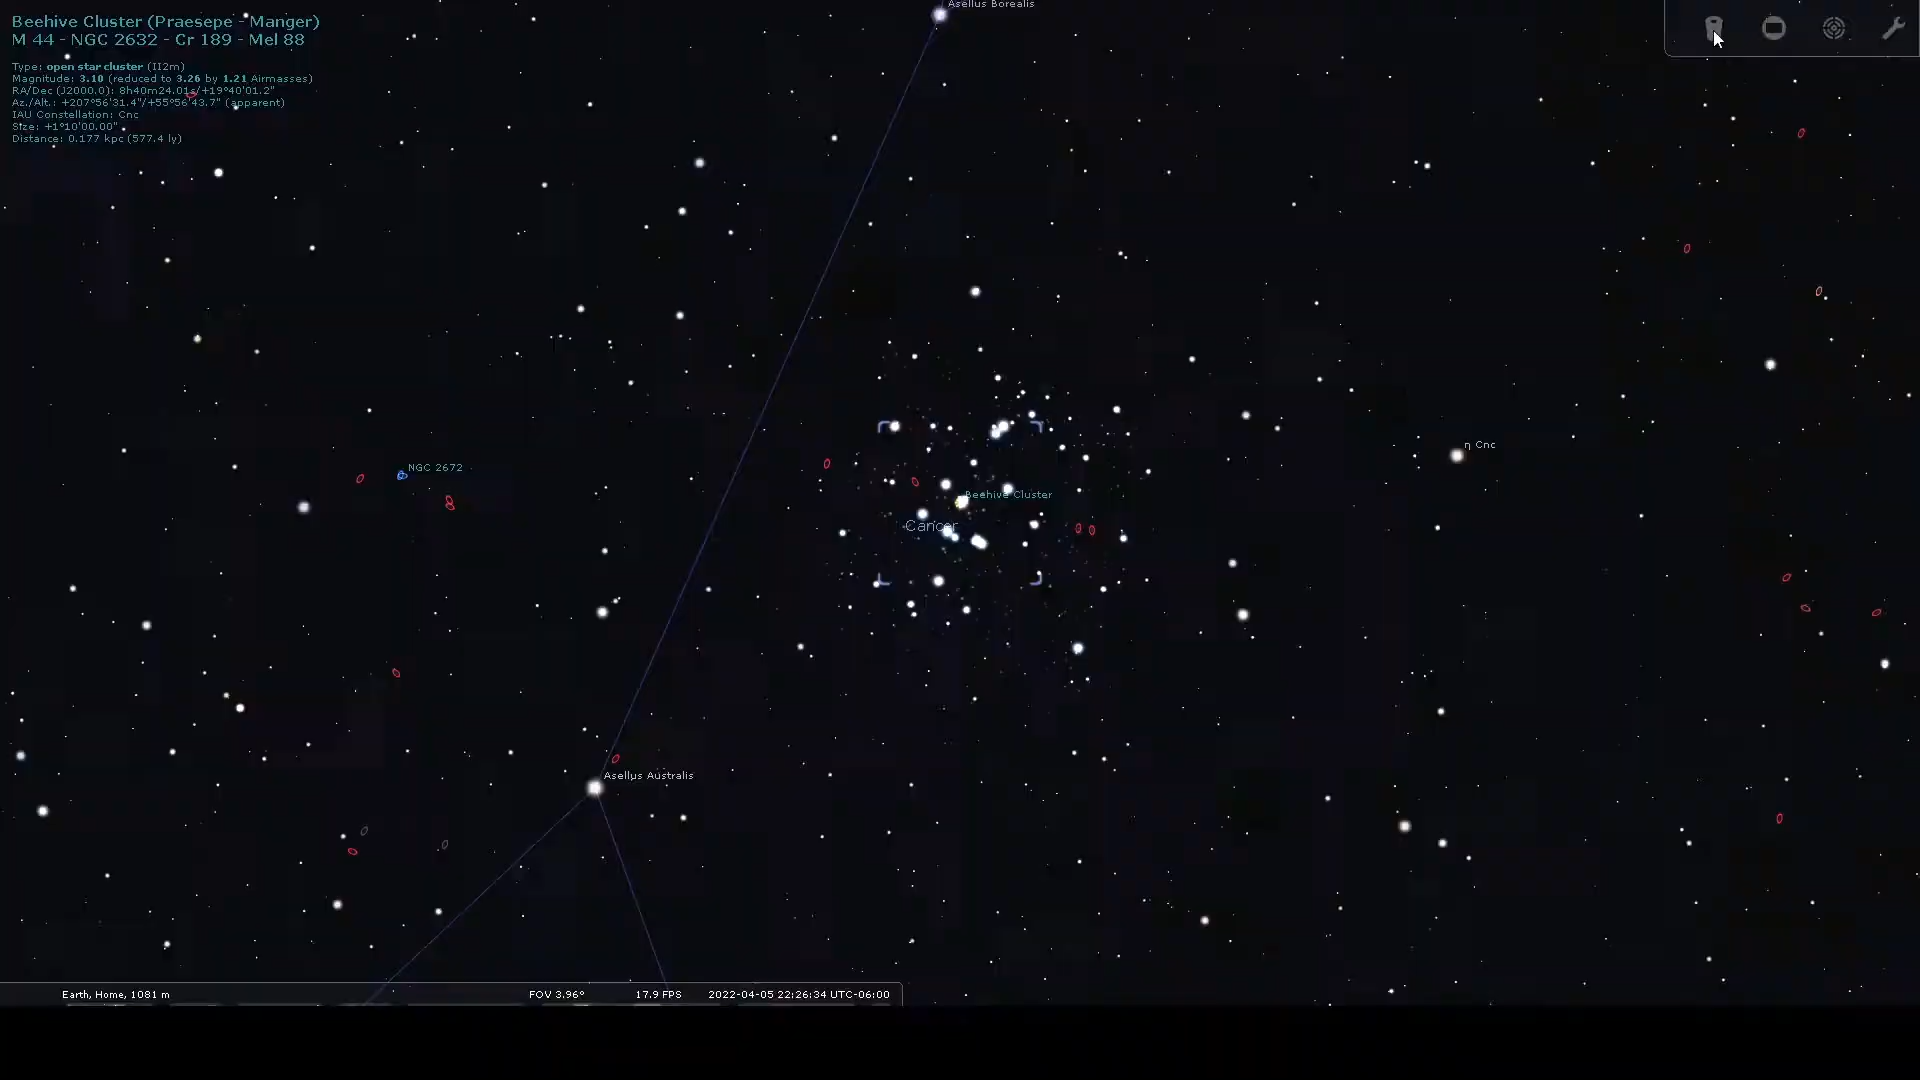 Asellus Borealis
Beehive Cluster (Praesepe - Manger)
M 44 - NGC 2632 - Cr 189 - Mel 88
Type: open star cluster (II2m)
Magnitude: 3.10 (reduced to 3.26 by 1.21 Airmasses)
RA/Dec (J2000.0): 8h40m24.01s/+19°40'01.2"
Az./Alt.: +207°56'31.4"/+55°56'43.7" (apparent)
IAU Constellation: Cnc
Size: +1°10'00.00"
Distance: 0.177 kpc (577.4 ly)
η Cnc
NGC 2672
Beehive Cluster
Cancer
Asellus Australis
Earth, Home, 1081 m FOV 3.96° 17.9 FPS 2022-04-05 22:26:34 UTC-06:00